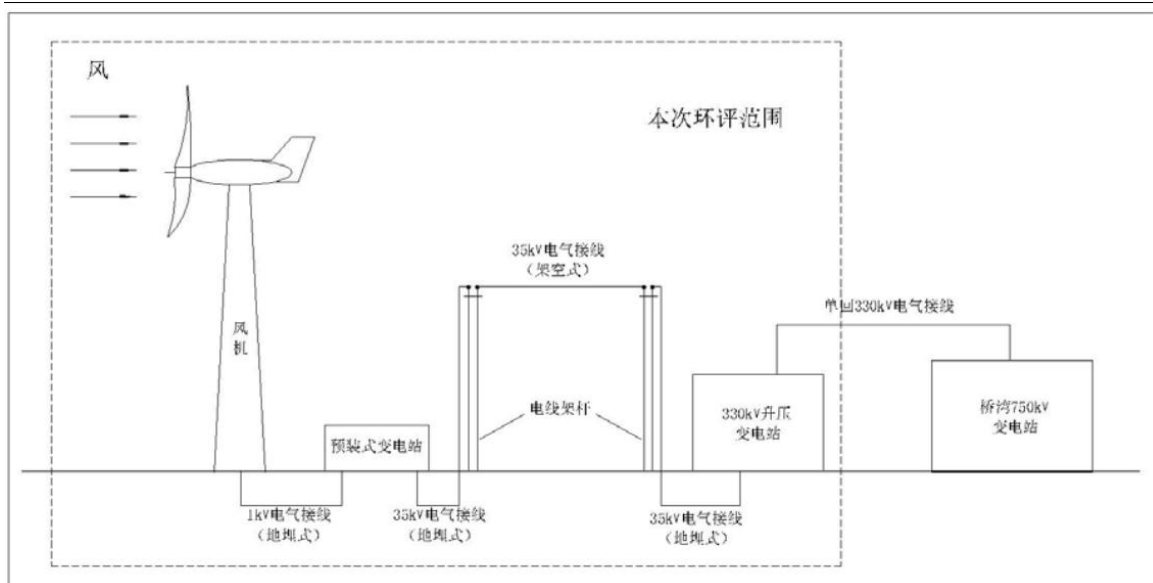 风
本次环评范围
35kV电气接线
(架空式)
单回330kV电气接线
风
机
电线架杆
330kV升压
变电站
桥湾750kV
变电站
预装式变电站
1kV电气接线
(地埋式)
35kV电气接线
(地埋式)
35kV电气接线
(地埋式)